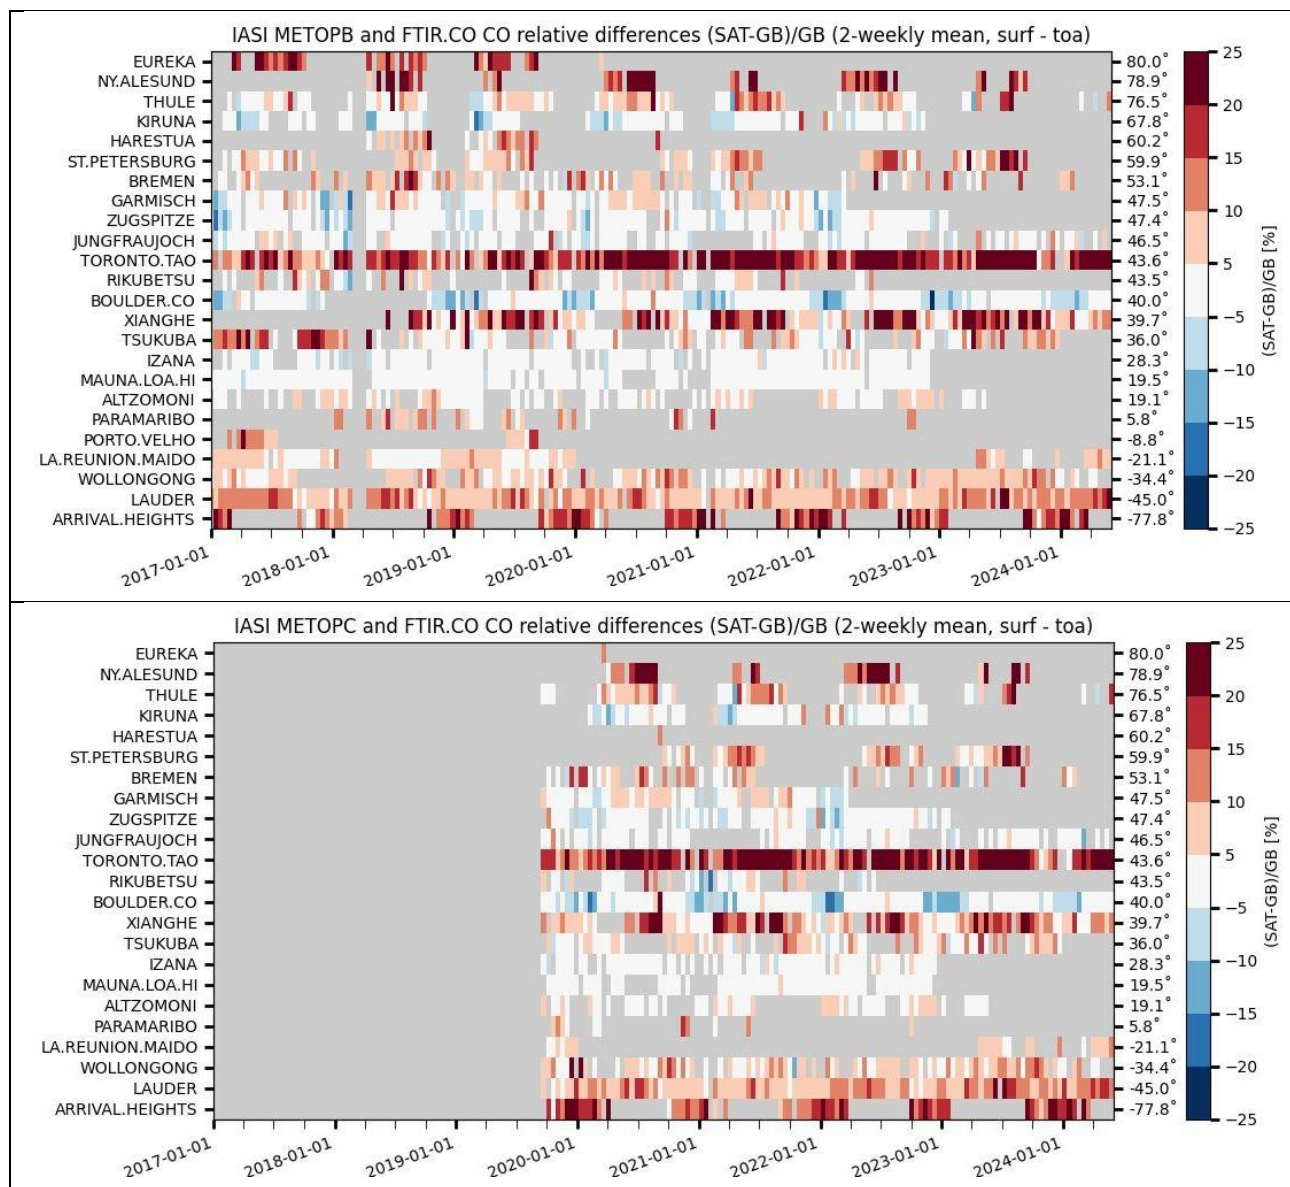 IASI METOPB and FTIR.CO CO relative differences (SAT-GB)/GB (2-weekly mean, surf - toa)
EUREKA 80.0°
NY.ALESUND 78.9°
THULE 76.5°
KIRUNA 67.8°
HARESTUA 60.2°
ST.PETERSBURG 59.9°
BREMEN 53.1°
GARMISCH 47.5°
ZUGSPITZE 47.4°
JUNGFRAUJOCH 46.5°
TORONTO.TAO 43.6°
RIKUBETSU 43.5°
BOULDER.CO 40.0°
XIANGHE 39.7°
TSUKUBA 36.0°
IZANA 28.3°
MAUNA.LOA.HI 19.5°
ALTZOMONI 19.1°
PARAMARIBO 5.8°
PORTO.VELHO -8.8°
LA.REUNION.MAIDO -21.1°
WOLLONGONG -34.4°
LAUDER -45.0°
ARRIVAL.HEIGHTS -77.8°
2017-01-01 2018-01-01 2019-01-01 2020-01-01 2021-01-01 2022-01-01 2023-01-01 2024-01-01
25
20
15
10
5
−5
−10
−15
−20
−25
(SAT-GB)/GB [%]
IASI METOPC and FTIR.CO CO relative differences (SAT-GB)/GB (2-weekly mean, surf - toa)
EUREKA 80.0°
NY.ALESUND 78.9°
THULE 76.5°
KIRUNA 67.8°
HARESTUA 60.2°
ST.PETERSBURG 59.9°
BREMEN 53.1°
GARMISCH 47.5°
ZUGSPITZE 47.4°
JUNGFRAUJOCH 46.5°
TORONTO.TAO 43.6°
RIKUBETSU 43.5°
BOULDER.CO 40.0°
XIANGHE 39.7°
TSUKUBA 36.0°
IZANA 28.3°
MAUNA.LOA.HI 19.5°
ALTZOMONI 19.1°
PARAMARIBO 5.8°
LA.REUNION.MAIDO -21.1°
WOLLONGONG -34.4°
LAUDER -45.0°
ARRIVAL.HEIGHTS -77.8°
2017-01-01 2018-01-01 2019-01-01 2020-01-01 2021-01-01 2022-01-01 2023-01-01 2024-01-01
25
20
15
10
5
−5
−10
−15
−20
−25
(SAT-GB)/GB [%]